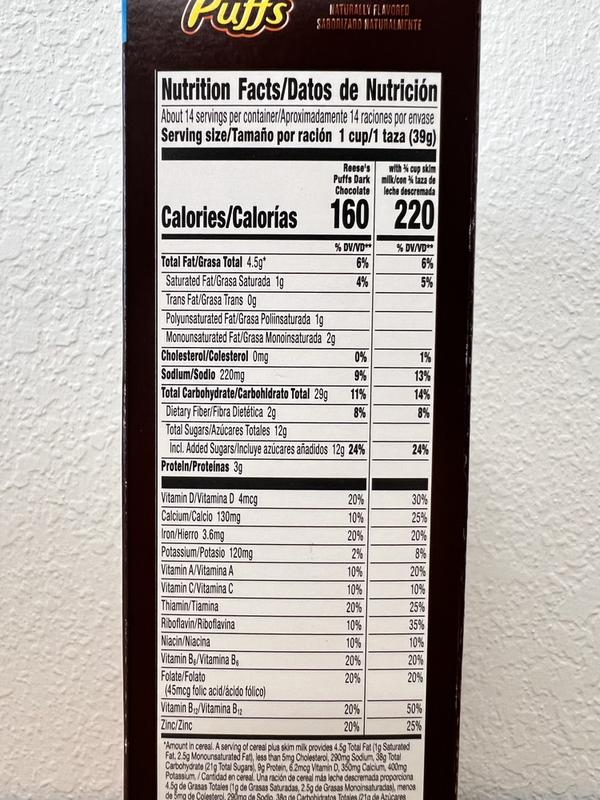 Puffs
NATURALLY FLAVORED
SABORIZADO NATURALMENTE
Nutrition Facts/Datos de Nutrición
About 14 servings per container/Aproximadamente 14 raciones por envase
Serving size/Tamaño por ración 1 cup/1 taza (39g)
Reese's Puffs Dark Chocolate
with ¾ cup skim milk/con ¾ taza de leche descremada
Calories/Calorías 160 220
% DV/VD** % DV/VD**
Total Fat/Grasa Total 4.5g* 6% 6%
Saturated Fat/Grasa Saturada 1g 4% 5%
Trans Fat/Grasa Trans 0g
Polyunsaturated Fat/Grasa Poliinsaturada 1g
Monounsaturated Fat/Grasa Monoinsaturada 2g
Cholesterol/Colesterol 0mg 0% 1%
Sodium/Sodio 220mg 9% 13%
Total Carbohydrate/Carbohidrato Total 29g 11% 14%
Dietary Fiber/Fibra Dietética 2g 8% 8%
Total Sugars/Azúcares Totales 12g
Incl. Added Sugars/Incluye azúcares añadidos 12g 24% 24%
Protein/Proteínas 3g
Vitamin D/Vitamina D 4mcg 20% 30%
Calcium/Calcio 130mg 10% 25%
Iron/Hierro 3.6mg 20% 20%
Potassium/Potasio 120mg 2% 8%
Vitamin A/Vitamina A 10% 20%
Vitamin C/Vitamina C 10% 10%
Thiamin/Tiamina 20% 25%
Riboflavin/Riboflavina 10% 35%
Niacin/Niacina 10% 10%
Vitamin B6/Vitamina B6 20% 20%
Folate/Folato 20% 20%
(45mcg folic acid/ácido fólico)
Vitamin B12/Vitamina B12 20% 50%
Zinc/Zinc 20% 25%
*Amount in cereal. A serving of cereal plus skim milk provides 4.5g Total Fat (1g Saturated
Fat, 2.5g Monounsaturated Fat), less than 5mg Cholesterol, 290mg Sodium, 38g Total
Carbohydrate (21g Total Sugars), 9g Protein, 6.2mcg Vitamin D, 350mg Calcium, 400mg
Potassium. / Cantidad en cereal. Una ración de cereal más leche descremada proporciona
4.5g de Grasas Totales (1g de Grasas Saturadas, 2.5g de Grasas Monoinsaturadas), menos
de 5mg de Colesterol, 290mg de Sodio, 38g de Carbohidratos Totales (21g de Azúcares